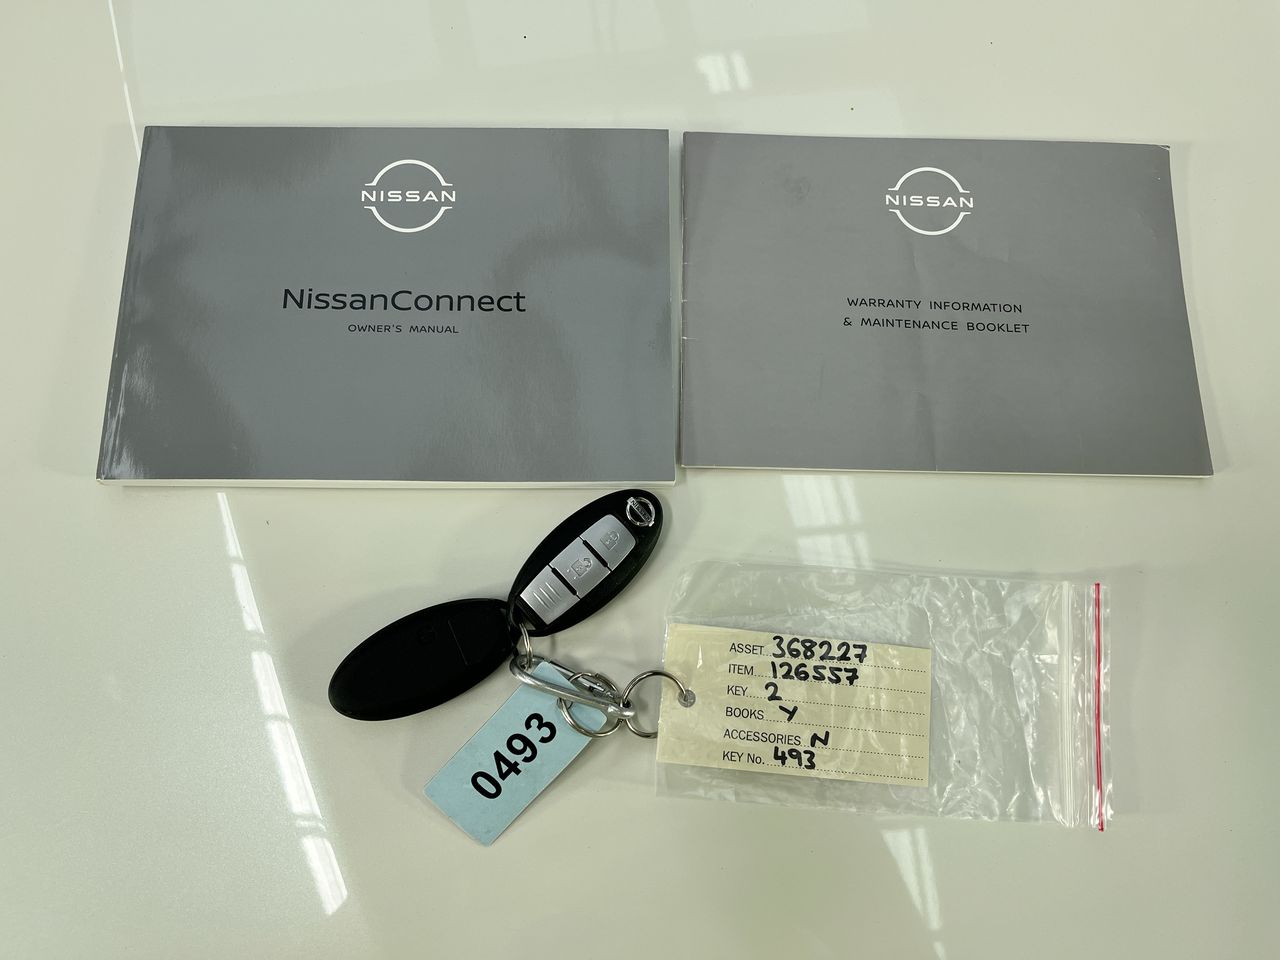 NISSAN
NissanConnect
OWNER'S MANUAL
NISSAN
WARRANTY INFORMATION
& MAINTENANCE BOOKLET
NISSAN
0493
ASSET 368227
ITEM 126557
KEY 2
BOOKS Y
ACCESSORIES N
KEY No. 493